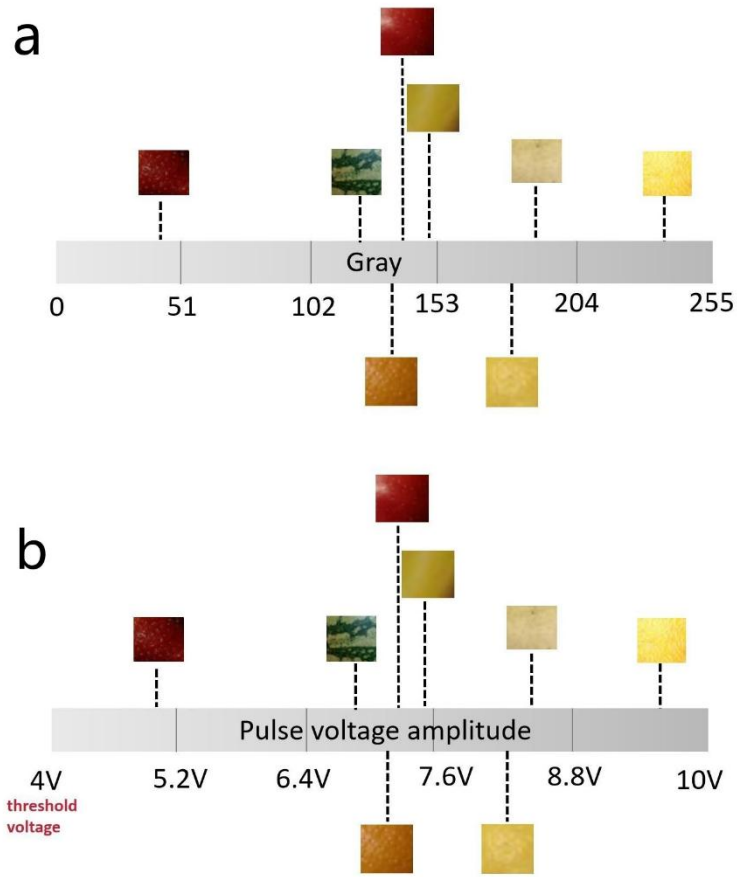 a
Gray
0 51 102 153 204 255
b
Pulse voltage amplitude
4V 5.2V 6.4V 7.6V 8.8V 10V
threshold
voltage